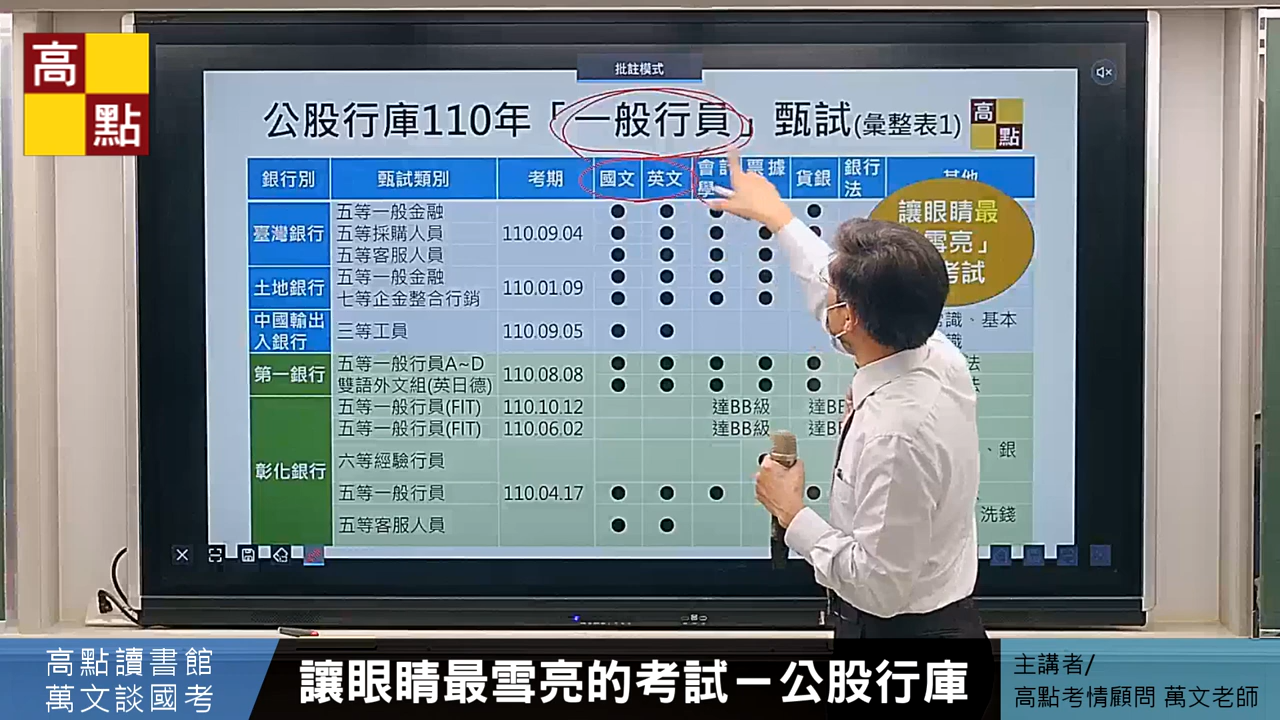 高
點
批註模式
公股行庫110年「一般行員」甄試(彙整表1)
高
點
銀行別 甄試類別 考期 國文 英文 會計學 票據 貨銀 銀行法 其他
臺灣銀行
五等一般金融 ● ● ● ●
五等採購人員 110.09.04 ● ● ● ●
五等客服人員 ● ● ● ●
土地銀行
五等一般金融 110.01.09 ● ● ● ●
七等企金整合行銷 ● ● ● ●
中國輸出
入銀行
三等工員 110.09.05 ● ●
常識、基本
識
第一銀行
五等一般行員A~D 110.08.08 ● ● ● ● ● 法
雙語外文組(英日德) ● ● ● ● ●
彰化銀行
五等一般行員(FIT) 110.10.12 達BB級
五等一般行員(FIT) 110.06.02 達BB級
六等經驗行員
、銀
五等一般行員 110.04.17 ● ● ● ●
五等客服人員 ● ●
洗錢
讓眼睛最
雪亮」
考試
高點讀書館
萬文談國考
讓眼睛最雪亮的考試－公股行庫
主講者/
高點考情顧問 萬文老師